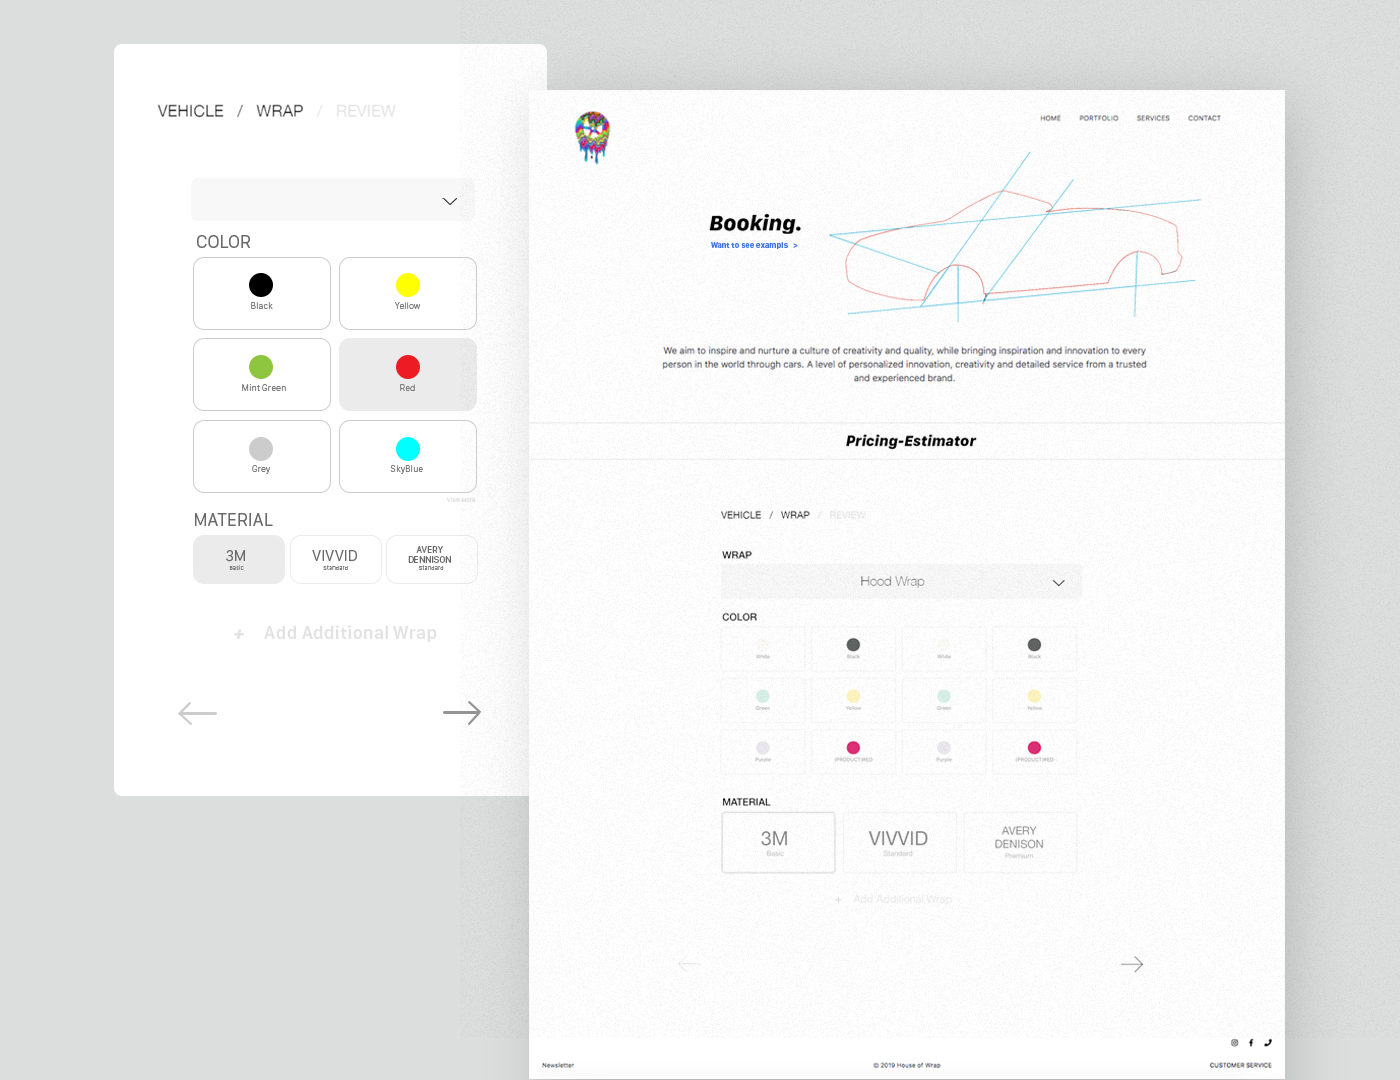 VEHICLE / WRAP / REVIEW
COLOR
Black
Yellow
Mint Green
Red
Grey
SkyBlue
VIEW MORE
MATERIAL
3M
Basic
VIVVID
Standard
AVERY
DENNISON
Standard
+ Add Additional Wrap
HOME PORTFOLIO SERVICES CONTACT
Booking.
Want to see exampls >
We aim to inspire and nurture a culture of creativity and quality, while bringing inspiration and innovation to every
person in the world through cars. A level of personalized innovation, creativity and detailed service from a trusted
and experienced brand.
Pricing-Estimator
VEHICLE / WRAP / REVIEW
WRAP
Hood Wrap
COLOR
White Black White Black
Green Yellow Green Yellow
Purple (PRODUCT)RED Purple (PRODUCT)RED
MATERIAL
3M
Basic
VIVVID
Standard
AVERY
DENISON
Premium
+ Add Additional Wrap
Newsletter
© 2019 House of Wrap
CUSTOMER SERVICE